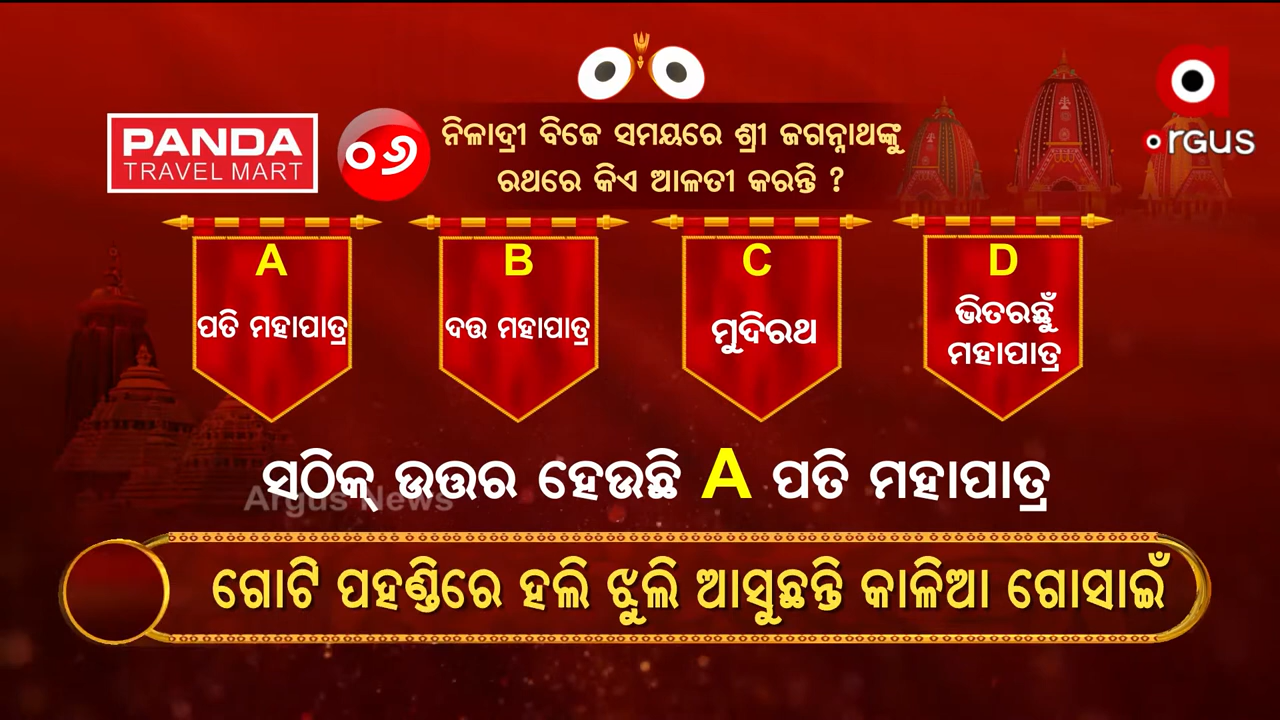 PANDA
TRAVEL MART
୦୬
ନିଳାଦ୍ରୀ ବିଜେ ସମୟରେ ଶ୍ରୀ ଜଗନ୍ନାଥଙ୍କୁ
ରଥରେ କିଏ ଆଳତୀ କରନ୍ତି ?
argus
A
ପତି ମହାପାତ୍ର
B
ଦତ୍ତ ମହାପାତ୍ର
C
ମୁଦିରଥ
D
ଭିତରଛୁଁ
ମହାପାତ୍ର
ସଠିକ୍ ଉତ୍ତର ହେଉଛି A ପତି ମହାପାତ୍ର
Argus News
ଗୋଟି ପହଣ୍ଡିରେ ହଲି ଝୁଲି ଆସୁଛନ୍ତି କାଳିଆ ଗୋସାଇଁ